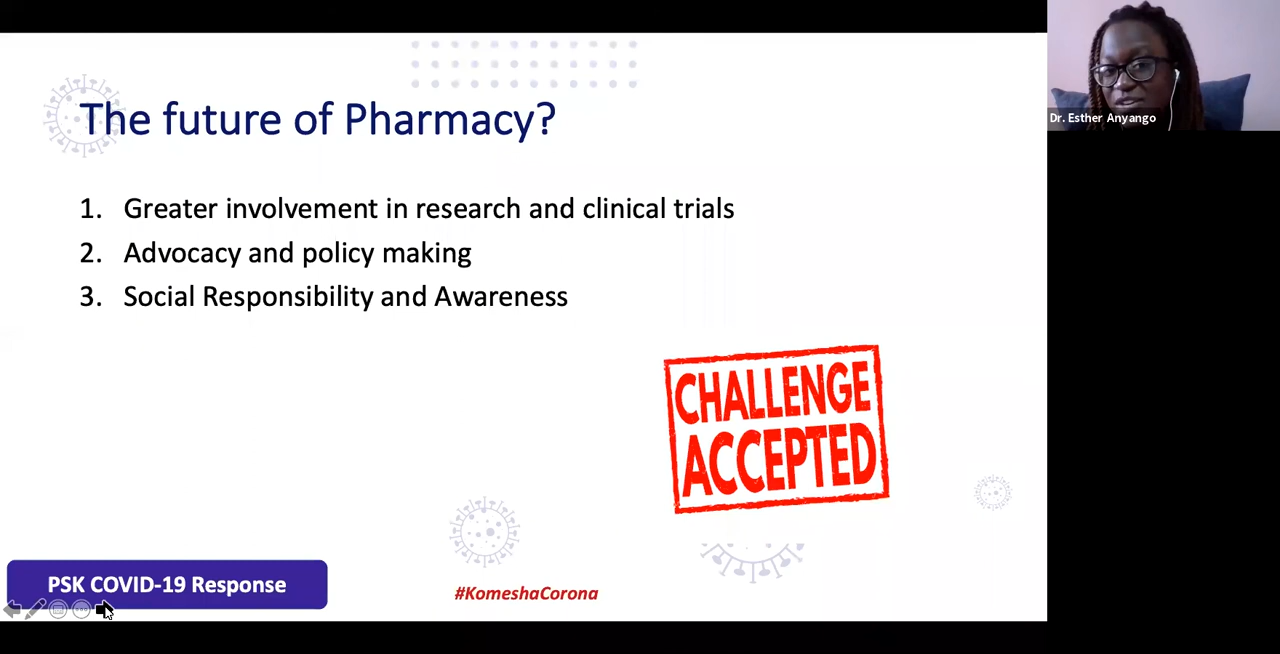 The future of Pharmacy?
1. Greater involvement in research and clinical trials
2. Advocacy and policy making
3. Social Responsibility and Awareness
CHALLENGE
ACCEPTED
PSK COVID-19 Response
#KomeshaCorona
Dr. Esther Anyango